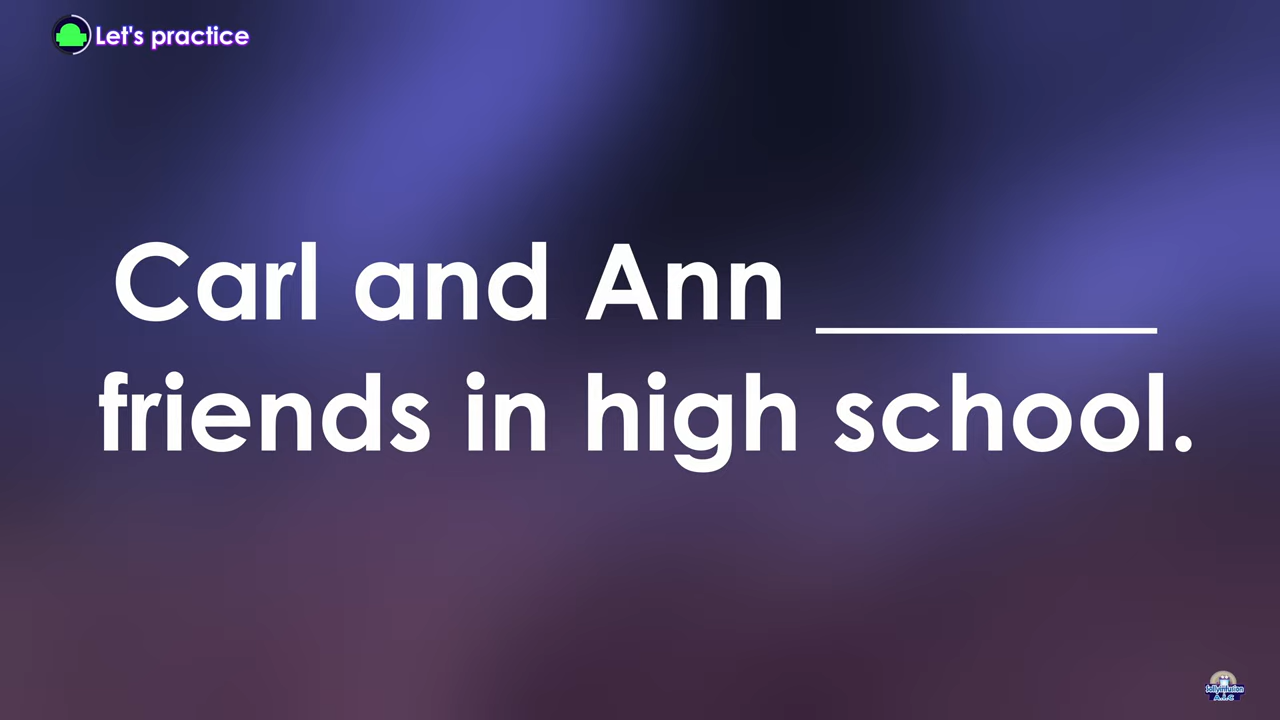 Let's practice
Carl and Ann ________
friends in high school.